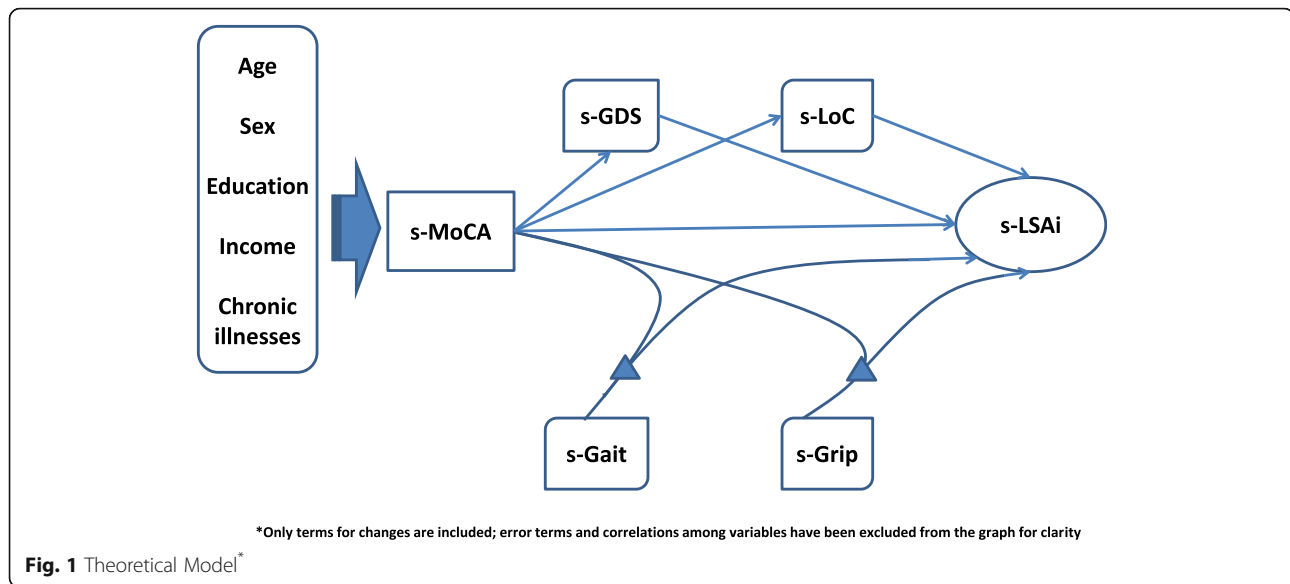 Age
Sex
Education
Income
Chronic
illnesses
s-MoCA
s-GDS
s-LoC
s-LSAi
s-Gait
s-Grip
*Only terms for changes are included; error terms and correlations among variables have been excluded from the graph for clarity
Fig. 1 Theoretical Model*